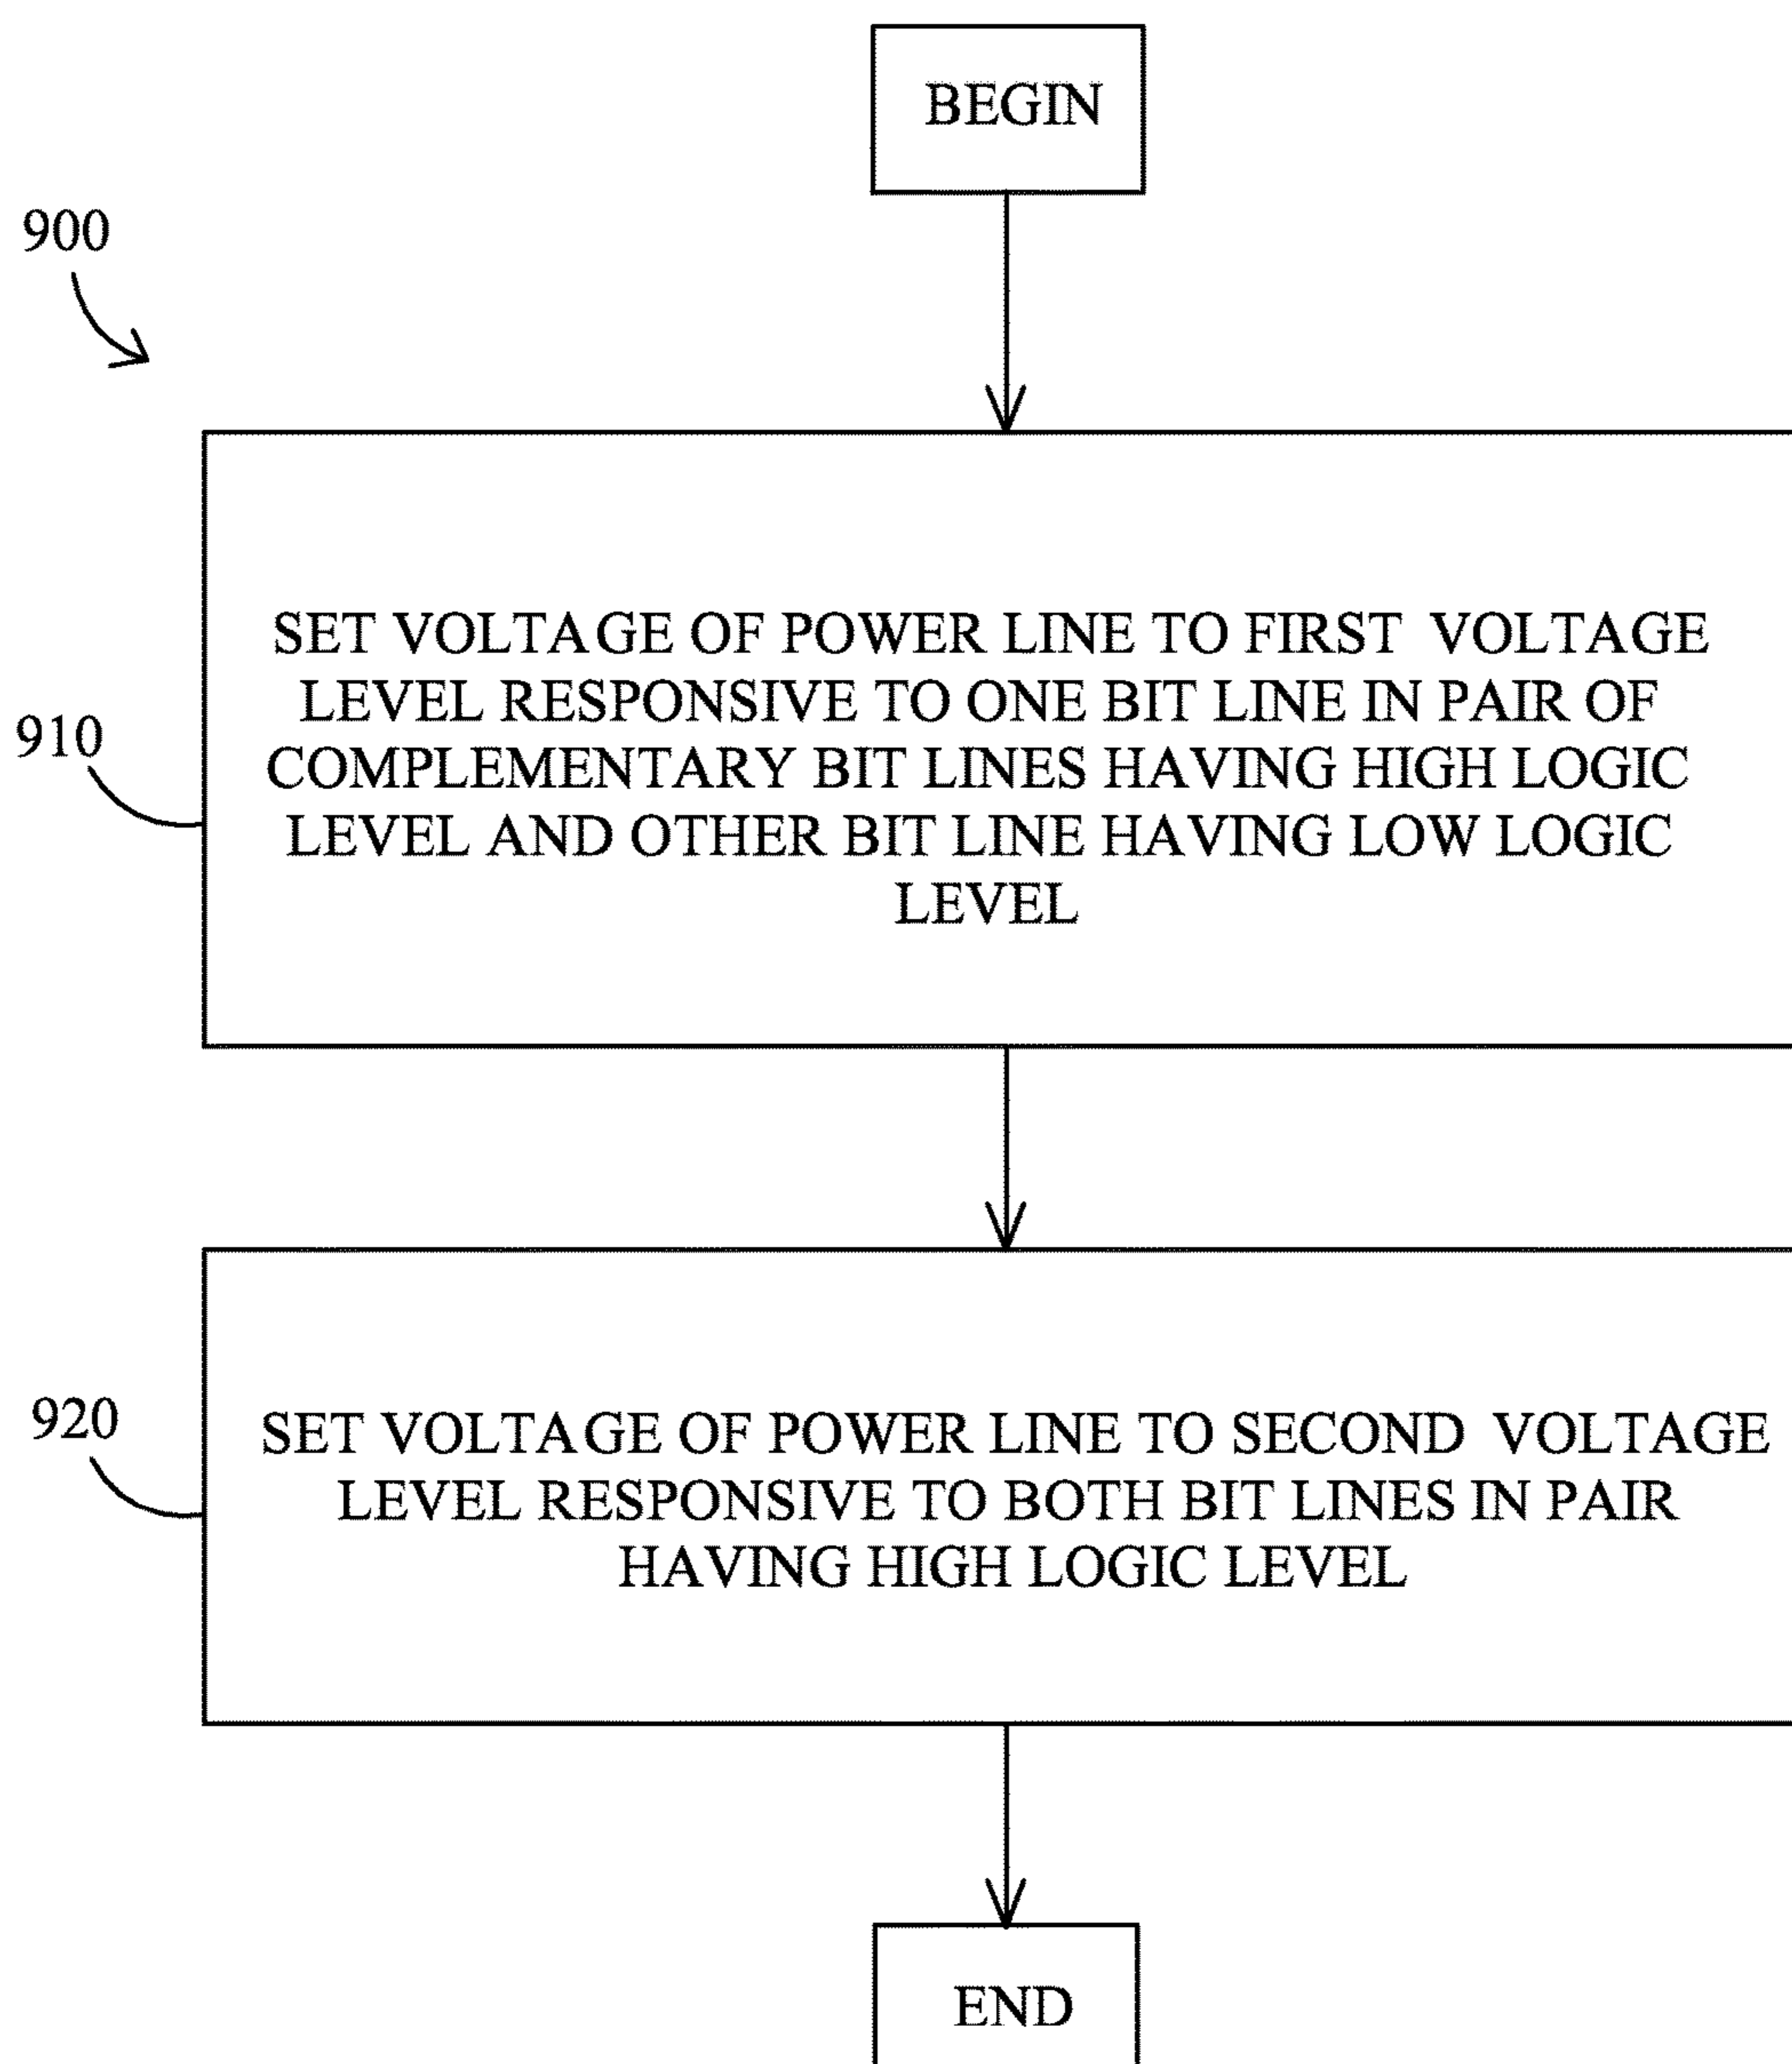 BEGIN
900
910
SET VOLTAGE OF POWER LINE TO FIRST VOLTAGE
LEVEL RESPONSIVE TO ONE BIT LINE IN PAIR OF
COMPLEMENTARY BIT LINES HAVING HIGH LOGIC
LEVEL AND OTHER BIT LINE HAVING LOW LOGIC
LEVEL
920
SET VOLTAGE OF POWER LINE TO SECOND VOLTAGE
LEVEL RESPONSIVE TO BOTH BIT LINES IN PAIR
HAVING HIGH LOGIC LEVEL
END